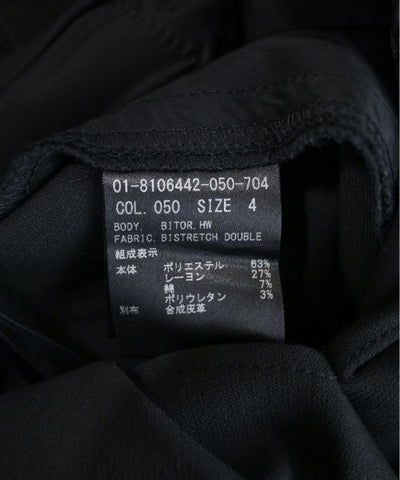 01-8106442-050-704
COL. 050 SIZE 4
BODY. BITOR.HW
FABRIC. BISTRETCH DOUBLE
組成表示
本体 ポリエステル 63%
レーヨン 27%
綿 7%
ポリウレタン 3%
別布 合成皮革